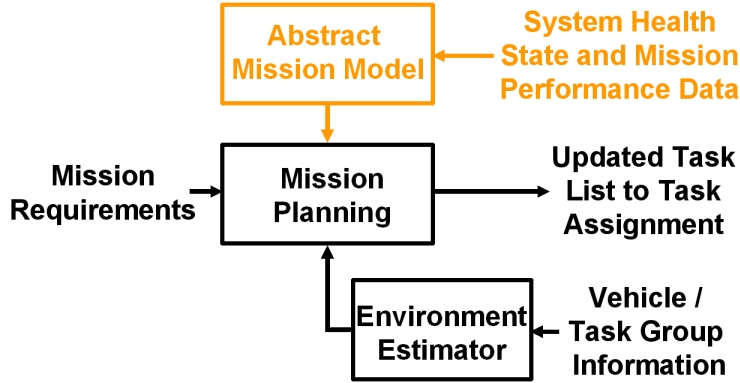 Abstract
Mission Model
System Health
State and Mission
Performance Data
Mission
Requirements
Mission
Planning
Updated Task
List to Task
Assignment
Environment
Estimator
Vehicle /
Task Group
Information